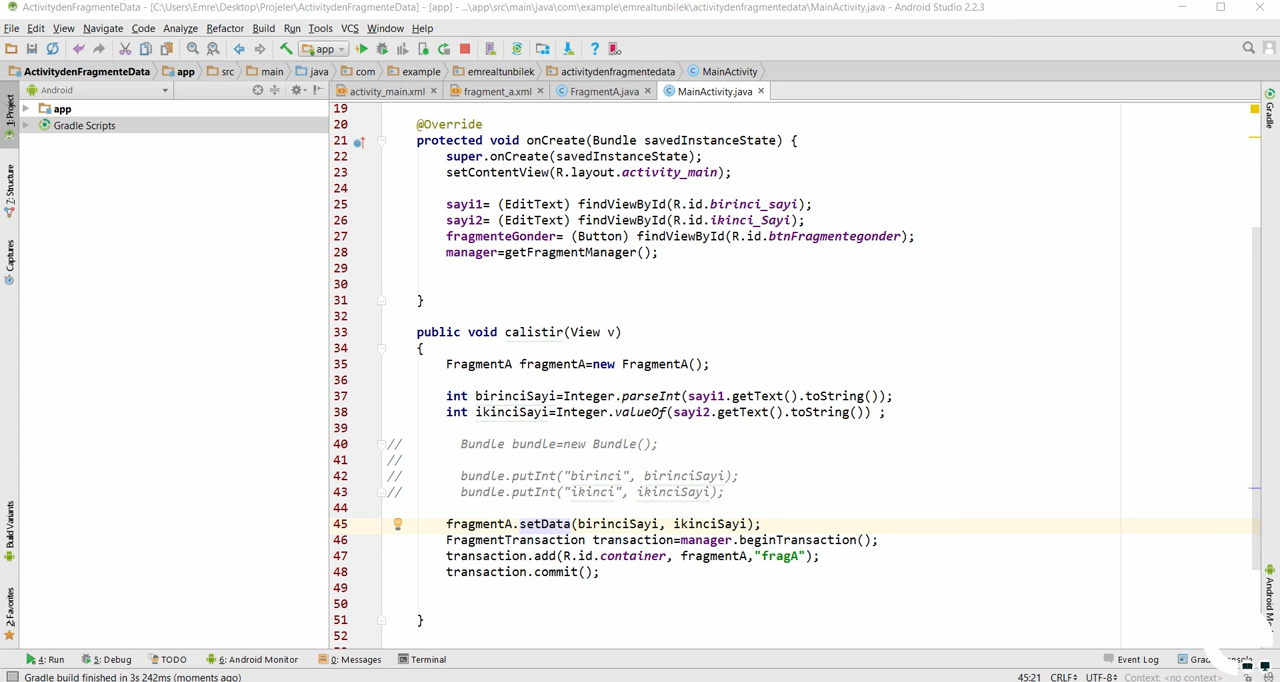 ActivitydenFragmenteData - [C:\Users\Emre\Desktop\Projeler\ActivitydenFragmenteData] - [app] - ...\app\src\main\java\com\example\emrealtunbilek\activitydenfragmentedata\MainActivity.java - Android Studio 2.2.3
File Edit View Navigate Code Analyze Refactor Build Run Tools VCS Window Help
app
ActivitydenFragmenteData app src main java com example emrealtunbilek activitydenfragmentedata MainActivity
Android activity_main.xml fragment_a.xml FragmentA.java MainActivity.java
app
Gradle Scripts
1: Project
7: Structure
Captures
Build Variants
2: Favorites
Gradle
19
20 @Override
21 protected void onCreate(Bundle savedInstanceState) {
22 super.onCreate(savedInstanceState);
23 setContentView(R.layout.activity_main);
24
25 sayi1= (EditText) findViewById(R.id.birinci_sayi);
26 sayi2= (EditText) findViewById(R.id.ikinci_Sayi);
27 fragmenteGonder= (Button) findViewById(R.id.btnFragmentegonder);
28 manager=getFragmentManager();
29
30
31 }
32
33 public void calistir(View v)
34 {
35 FragmentA fragmentA=new FragmentA();
36
37 int birinciSayi=Integer.parseInt(sayi1.getText().toString());
38 int ikinciSayi=Integer.valueOf(sayi2.getText().toString()) ;
39
40 // Bundle bundle=new Bundle();
41 //
42 // bundle.putInt("birinci", birinciSayi);
43 // bundle.putInt("ikinci", ikinciSayi);
44
45 fragmentA.setData(birinciSayi, ikinciSayi);
46 FragmentTransaction transaction=manager.beginTransaction();
47 transaction.add(R.id.container, fragmentA,"fragA");
48 transaction.commit();
49
50
51 }
52
4: Run 5: Debug TODO 6: Android Monitor 0: Messages Terminal Event Log
Gradle build finished in 3s 242ms (moments ago) 45:21 CRLF UTF-8 Context: <no context>